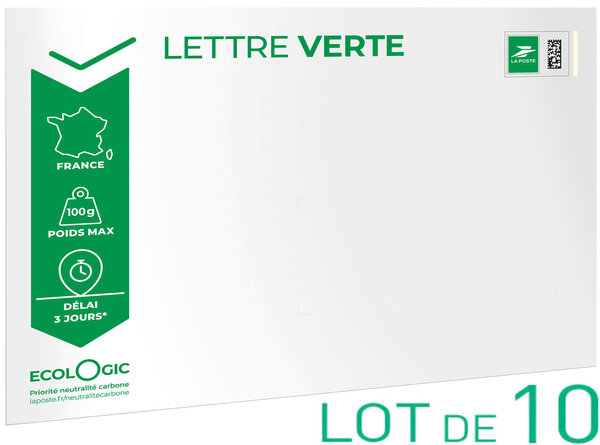 LETTRE VERTE
LA POSTE
FRANCE
100g
POIDS MAX
DÉLAI
3 JOURS*
ECOLOGIC
Priorité neutralité carbone
laposte.fr/neutralitecarbone
LOT DE 10